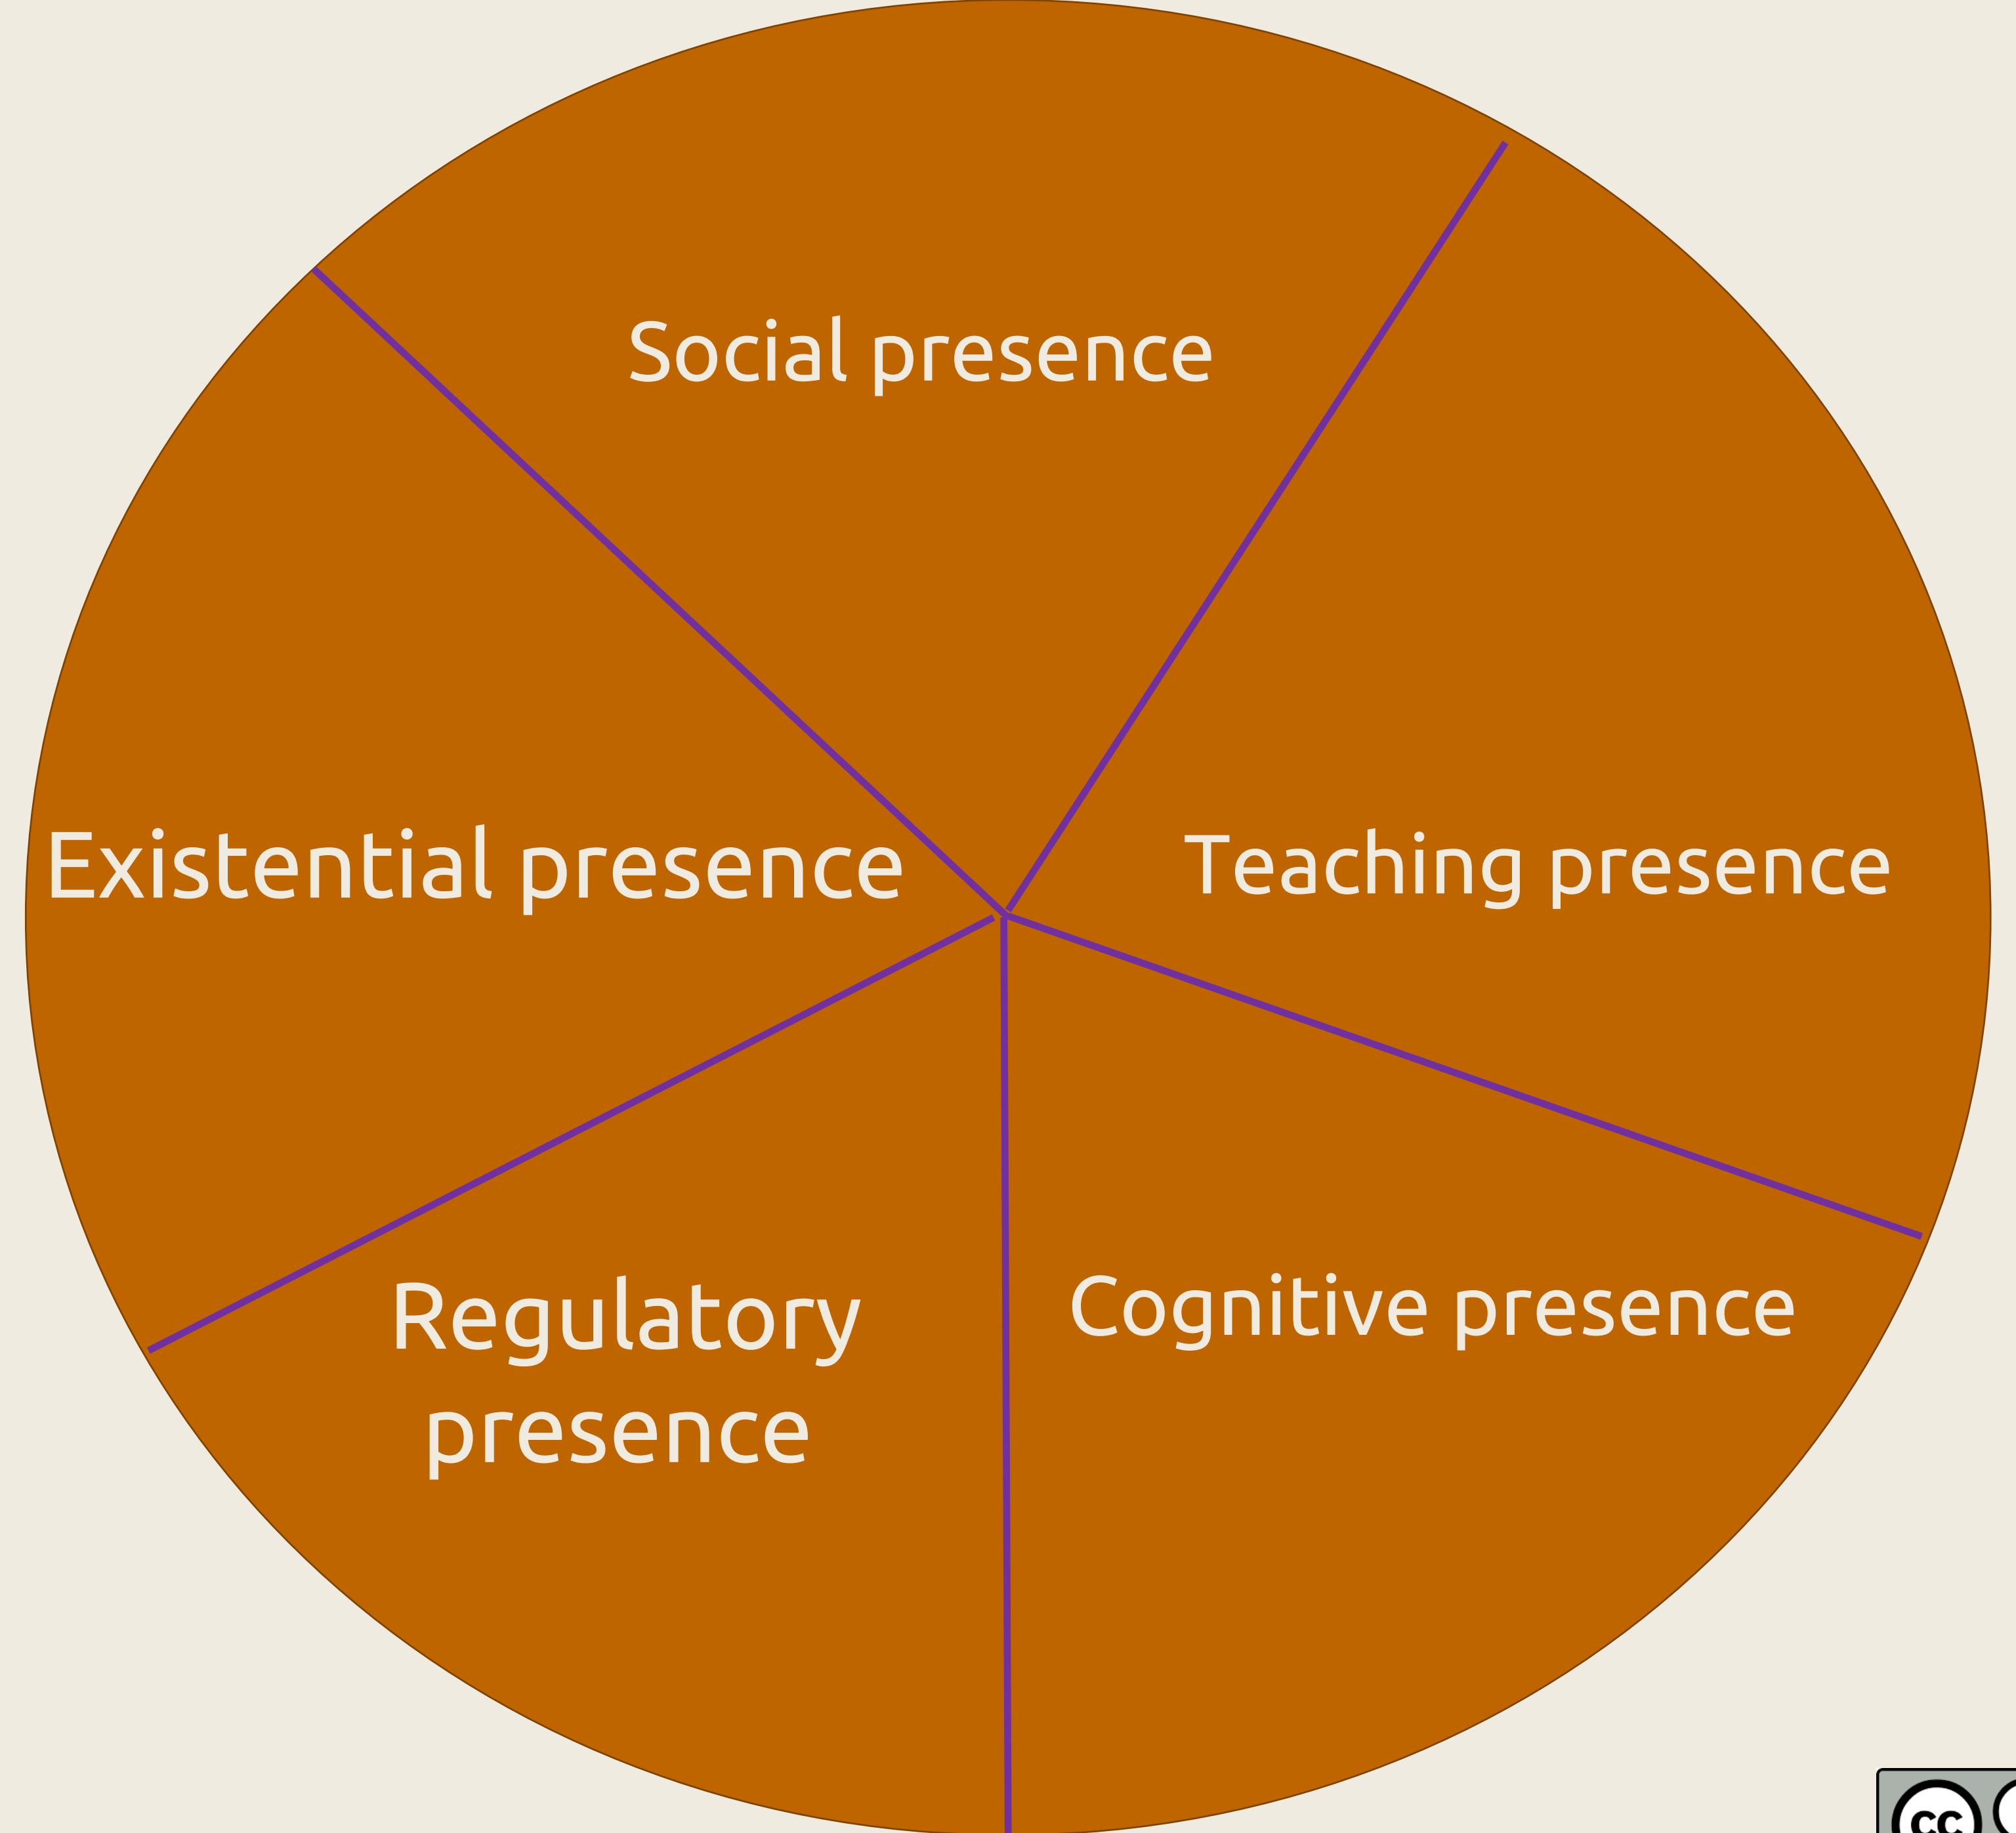 Social presence
Existential presence
Teaching presence
Regulatory
presence
Cognitive presence
cc